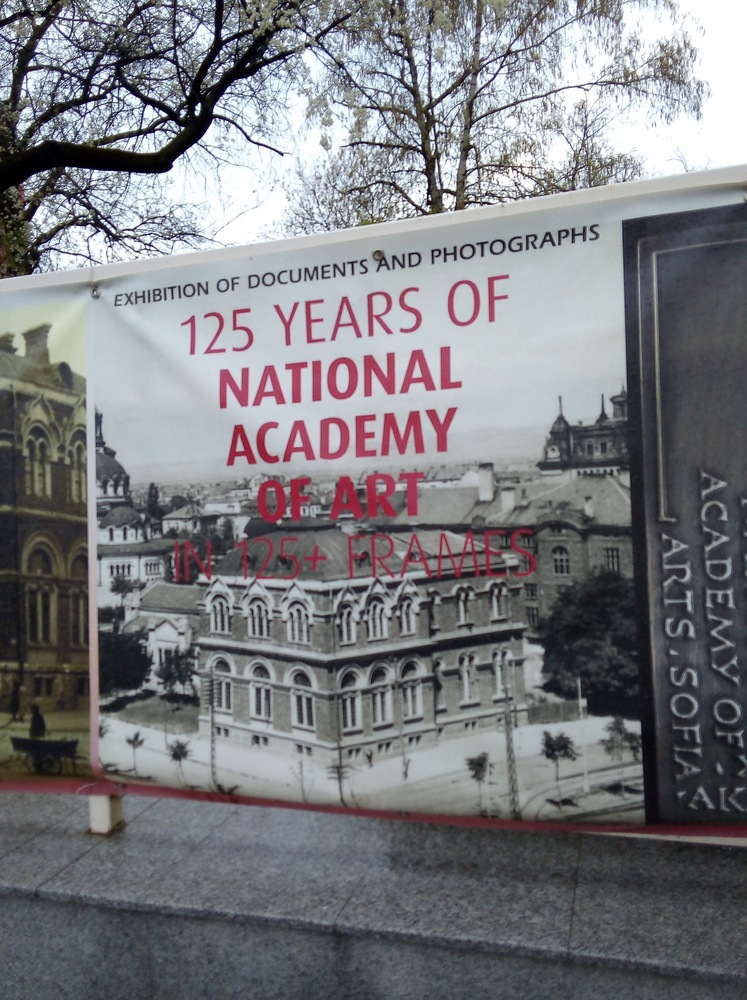 EXHIBITION OF DOCUMENTS AND PHOTOGRAPHS
125 YEARS OF
NATIONAL
ACADEMY
OF ART
IN 125+ FRAMES
ACADEMY OF
ARTS, SOFIA